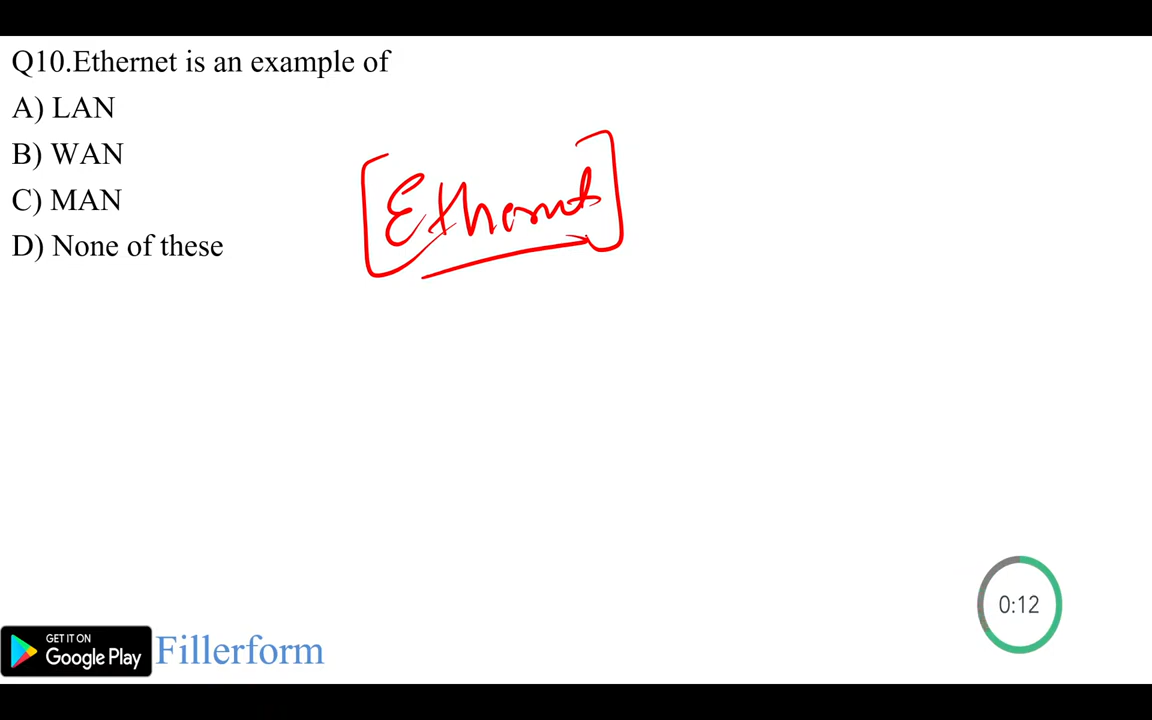 Q10.Ethernet is an example of
A) LAN
B) WAN
C) MAN
D) None of these
[Ethernet]
0:12
GET IT ON
Google Play
Fillerform